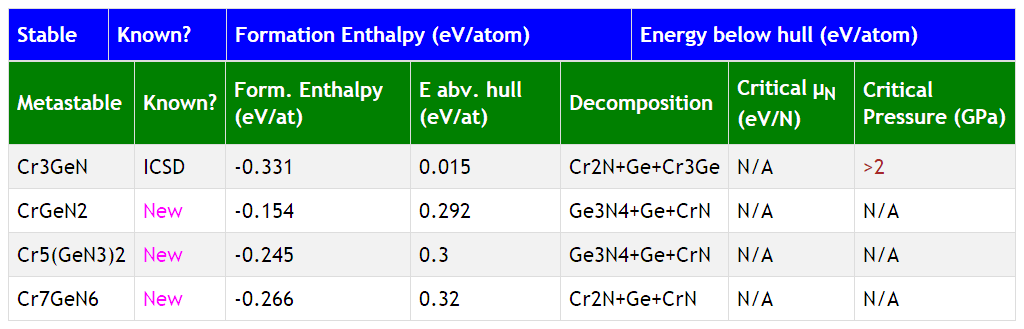 Stable Known? Formation Enthalpy (eV/atom) Energy below hull (eV/atom)
Metastable Known? Form. Enthalpy (eV/at) E abv. hull (eV/at) Decomposition Critical μN (eV/N) Critical Pressure (GPa)
Cr3GeN ICSD -0.331 0.015 Cr2N+Ge+Cr3Ge N/A >2
CrGeN2 New -0.154 0.292 Ge3N4+Ge+CrN N/A N/A
Cr5(GeN3)2 New -0.245 0.3 Ge3N4+Ge+CrN N/A N/A
Cr7GeN6 New -0.266 0.32 Cr2N+Ge+CrN N/A N/A